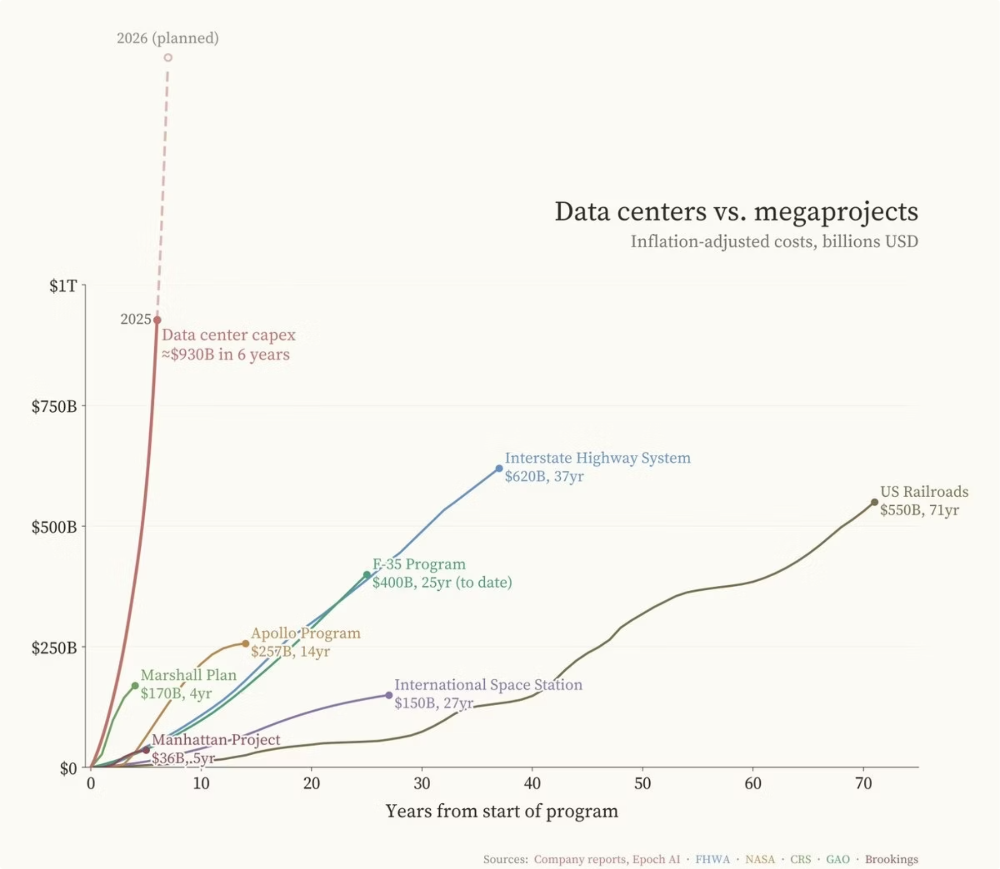 2026 (planned)
Data centers vs. megaprojects
Inflation-adjusted costs, billions USD
$1T
2025
Data center capex
≈$930B in 6 years
$750B
Interstate Highway System
$620B, 37yr
US Railroads
$550B, 71yr
$500B
F-35 Program
$400B, 25yr (to date)
Apollo Program
$257B, 14yr
$250B
Marshall Plan
$170B, 4yr
International Space Station
$150B, 27yr
Manhattan Project
$36B, 5yr
$0
0 10 20 30 40 50 60 70
Years from start of program
Sources: Company reports, Epoch AI · FHWA · NASA · CRS · GAO · Brookings